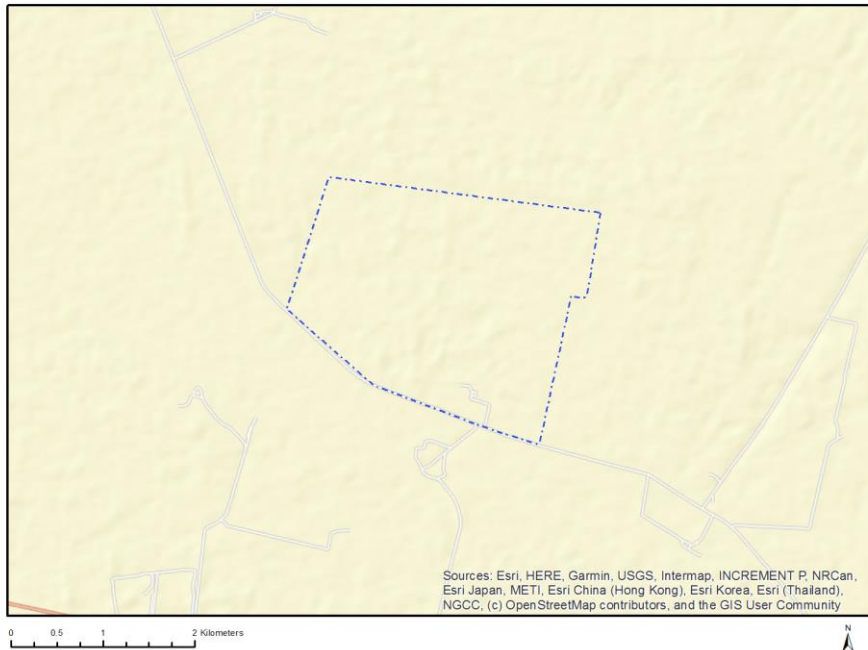 Sources: Esri, HERE, Garmin, USGS, Intermap, INCREMENT P, NRCan,
Esri Japan, METI, Esri China (Hong Kong), Esri Korea, Esri (Thailand),
NGCC, (c) OpenStreetMap contributors, and the GIS User Community
0 0.5 1 2 Kilometers
N